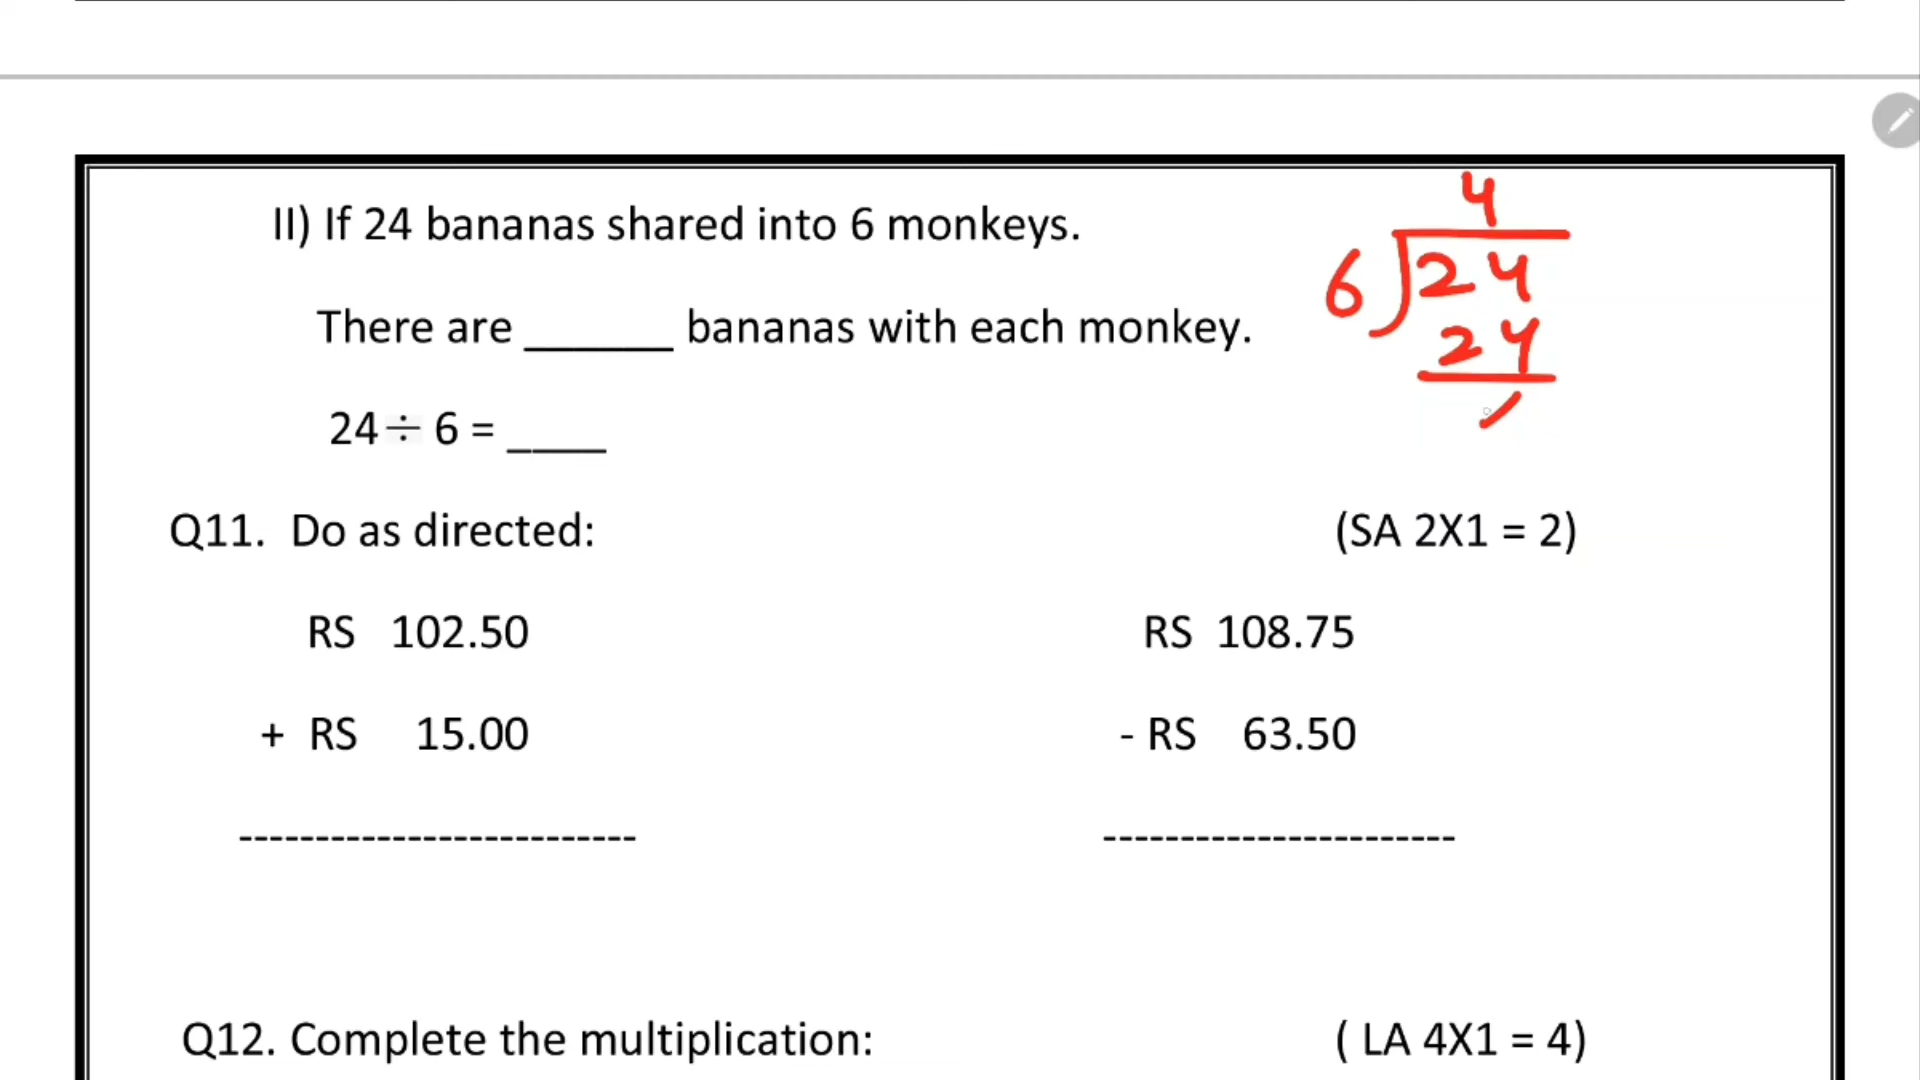 II) If 24 bananas shared into 6 monkeys.
There are ______ bananas with each monkey.
24 ÷ 6 = ____
4
6 24
24
Q11. Do as directed: (SA 2X1 = 2)
RS 102.50 RS 108.75
+ RS 15.00 - RS 63.50
-------------------------- -----------------------
Q12. Complete the multiplication: ( LA 4X1 = 4)